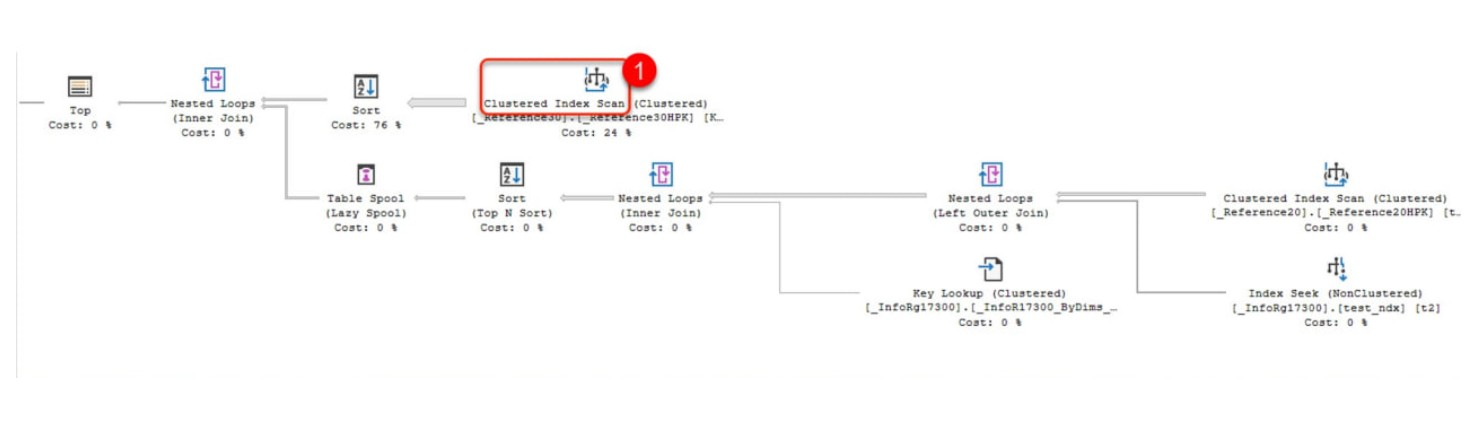 1
Top
Cost: 0 %
Nested Loops
(Inner Join)
Cost: 0 %
Sort
Cost: 76 %
Clustered Index Scan (Clustered)
[_Reference30].[_Reference30HPK] [K…
Cost: 24 %
Table Spool
(Lazy Spool)
Cost: 0 %
Sort
(Top N Sort)
Cost: 0 %
Nested Loops
(Inner Join)
Cost: 0 %
Nested Loops
(Left Outer Join)
Cost: 0 %
Clustered Index Scan (Clustered)
[_Reference20].[_Reference20HPK] [t…
Cost: 0 %
Key Lookup (Clustered)
[_InfoRg17300].[_InfoR17300_ByDims_…
Cost: 0 %
Index Seek (NonClustered)
[_InfoRg17300].[test_ndx] [t2]
Cost: 0 %